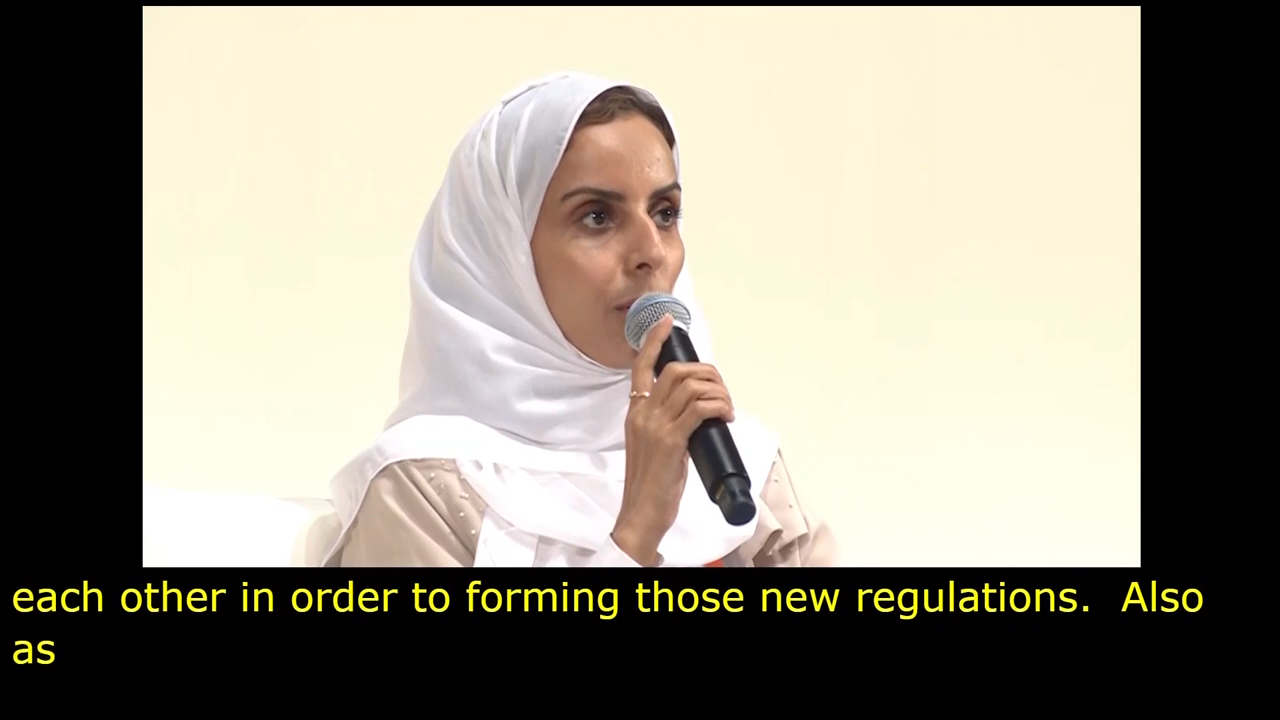 each other in order to forming those new regulations.  Also
as